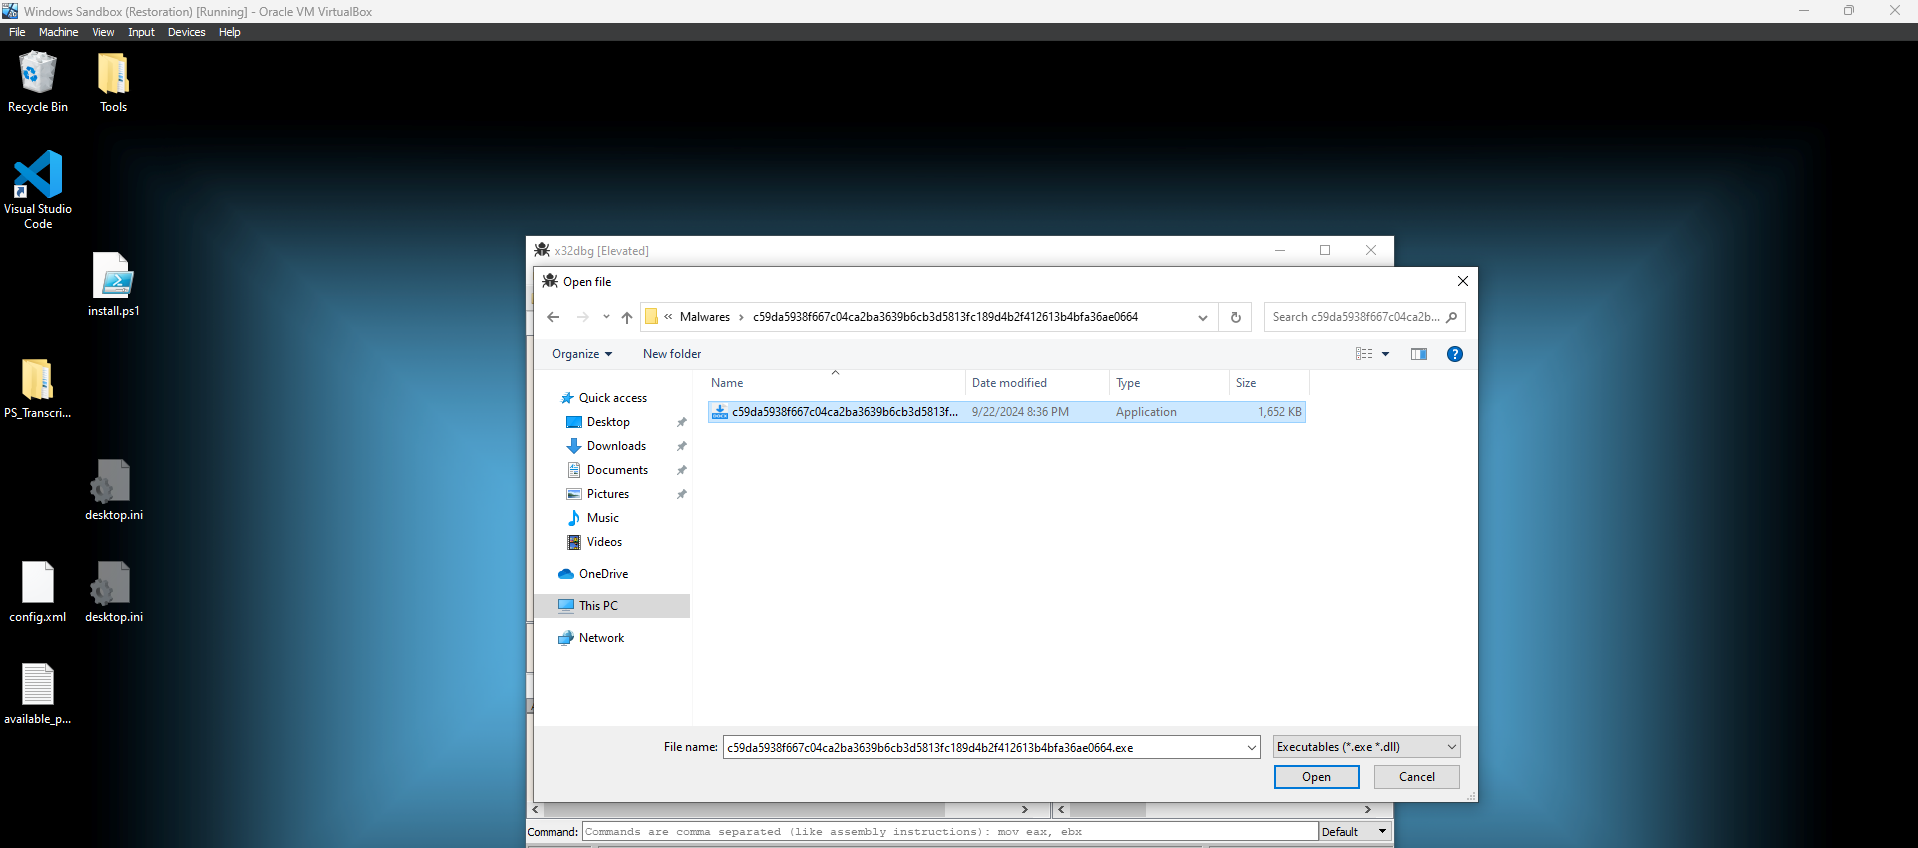 Windows Sandbox (Restoration) [Running] - Oracle VM VirtualBox
File Machine View Input Devices Help
Recycle Bin
Tools
Visual Studio
Code
install.ps1
PS_Transcri...
desktop.ini
config.xml
desktop.ini
available_p...
x32dbg [Elevated]
Open file
« Malwares › c59da5938f667c04ca2ba3639b6cb3d5813fc189d4b2f412613b4bfa36ae0664
Search c59da5938f667c04ca2b...
Organize
New folder
?
Name Date modified Type Size
c59da5938f667c04ca2ba3639b6cb3d5813f... 9/22/2024 8:36 PM Application 1,652 KB
Quick access
Desktop
Downloads
Documents
Pictures
Music
Videos
OneDrive
This PC
Network
File name: c59da5938f667c04ca2ba3639b6cb3d5813fc189d4b2f412613b4bfa36ae0664.exe
Executables (*.exe *.dll)
Open
Cancel
Command: Commands are comma separated (like assembly instructions): mov eax, ebx
Default